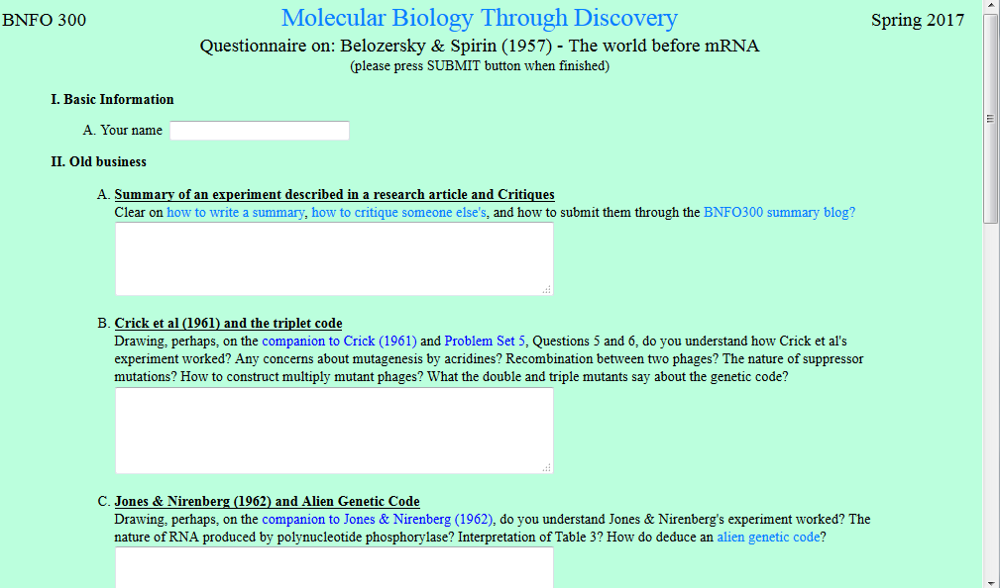 BNFO 300
Molecular Biology Through Discovery
Spring 2017
Questionnaire on: Belozersky & Spirin (1957) - The world before mRNA
(please press SUBMIT button when finished)
I. Basic Information
A. Your name
II. Old business
A. Summary of an experiment described in a research article and Critiques
Clear on how to write a summary, how to critique someone else's, and how to submit them through the BNFO300 summary blog?
B. Crick et al (1961) and the triplet code
Drawing, perhaps, on the companion to Crick (1961) and Problem Set 5, Questions 5 and 6, do you understand how Crick et al's
experiment worked? Any concerns about mutagenesis by acridines? Recombination between two phages? The nature of suppressor
mutations? How to construct multiply mutant phages? What the double and triple mutants say about the genetic code?
C. Jones & Nirenberg (1962) and Alien Genetic Code
Drawing, perhaps, on the companion to Jones & Nirenberg (1962), do you understand Jones & Nirenberg's experiment worked? The
nature of RNA produced by polynucleotide phosphorylase? Interpretation of Table 3? How do deduce an alien genetic code?